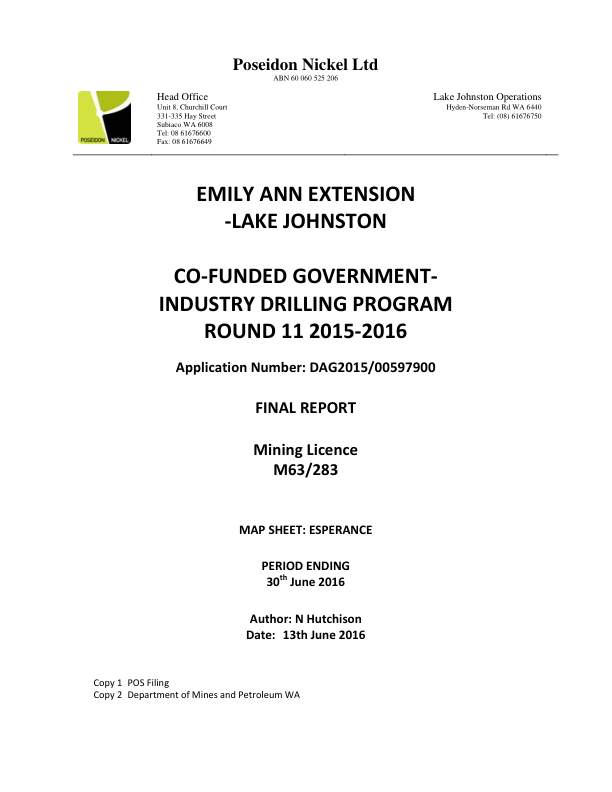 Poseidon Nickel Ltd
ABN 60 060 525 206
Head Office
Unit 8, Churchill Court
331-335 Hay Street
Subiaco WA 6008
Tel: 08 61676600
Fax: 08 61676649
Lake Johnston Operations
Hyden-Norseman Rd WA 6440
Tel: (08) 61676750
POSEIDON NICKEL
EMILY ANN EXTENSION
-LAKE JOHNSTON
CO-FUNDED GOVERNMENT-
INDUSTRY DRILLING PROGRAM
ROUND 11 2015-2016
Application Number: DAG2015/00597900
FINAL REPORT
Mining Licence
M63/283
MAP SHEET: ESPERANCE
PERIOD ENDING
30th June 2016
Author: N Hutchison
Date: 13th June 2016
Copy 1 POS Filing
Copy 2 Department of Mines and Petroleum WA